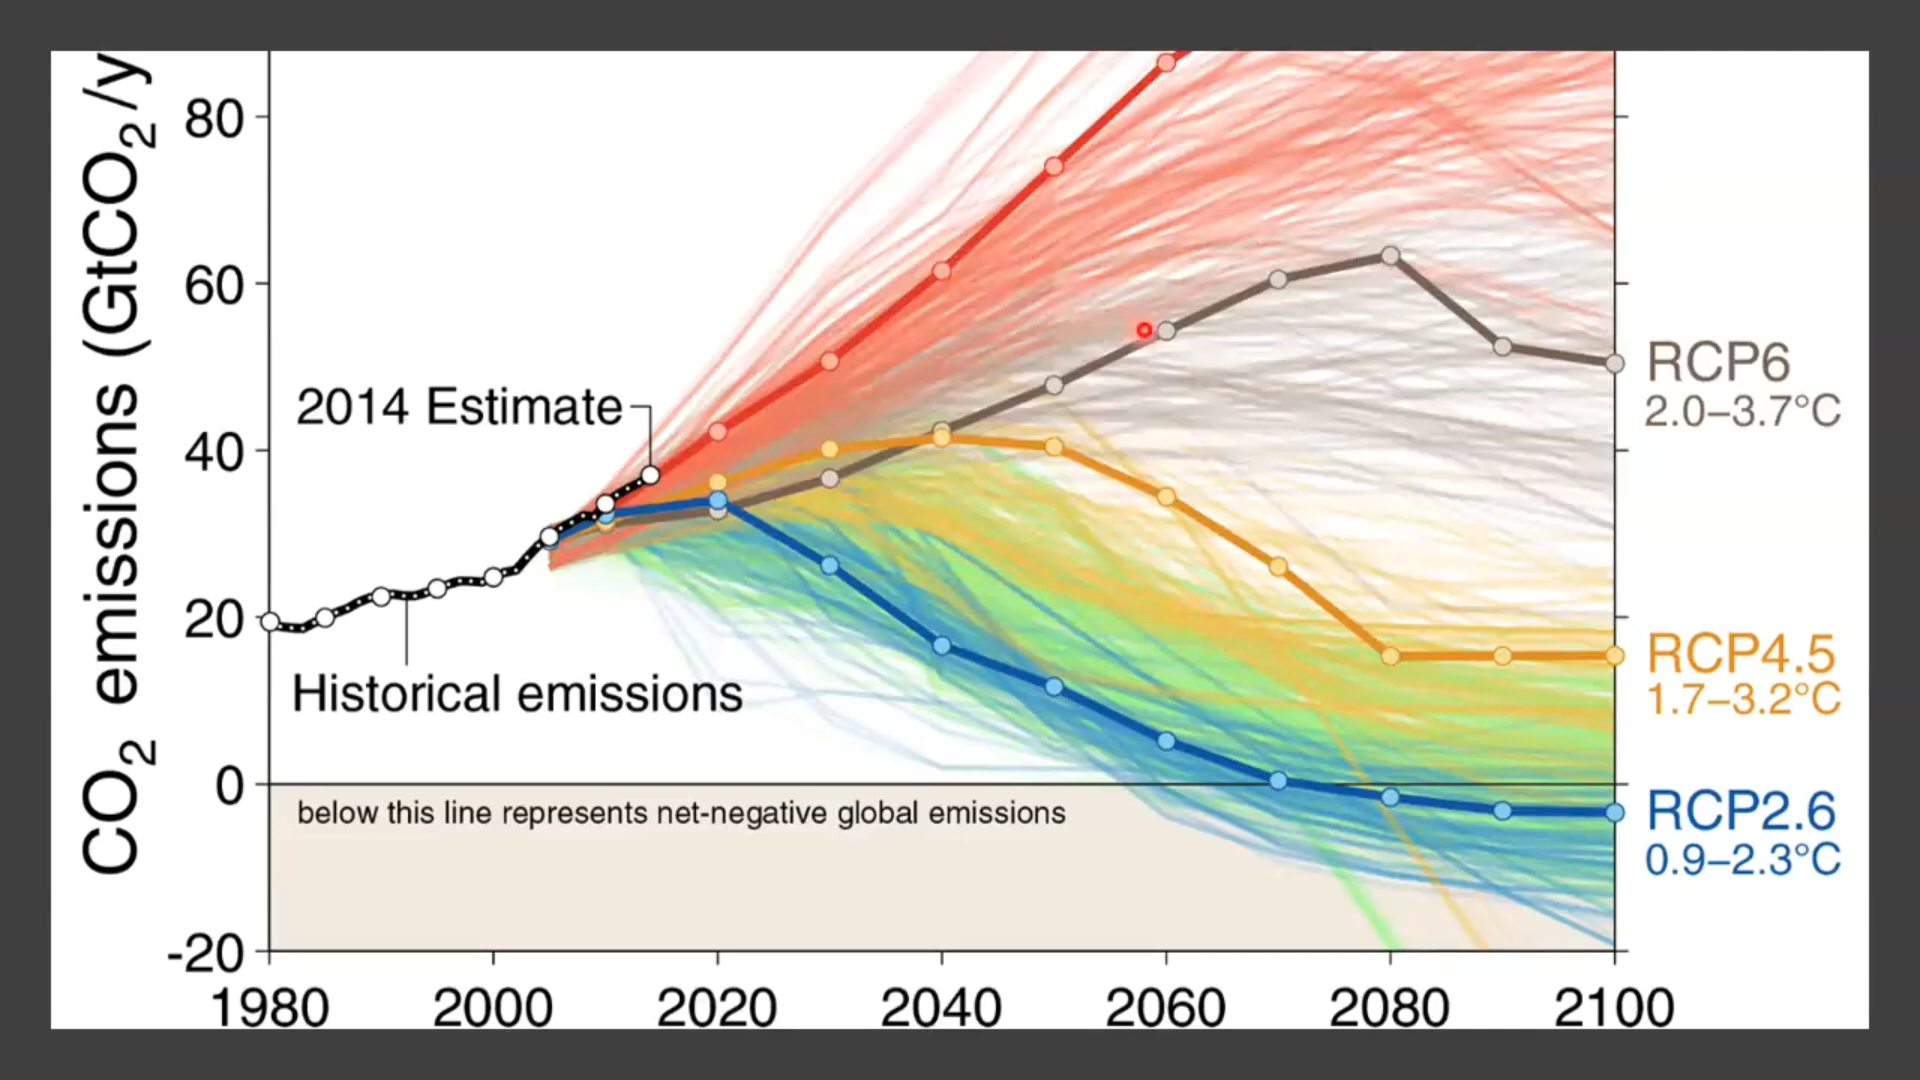 CO2 emissions (GtCO2/y
80
60
40
20
0
-20
2014 Estimate
Historical emissions
below this line represents net-negative global emissions
RCP6
2.0–3.7°C
RCP4.5
1.7–3.2°C
RCP2.6
0.9–2.3°C
1980 2000 2020 2040 2060 2080 2100